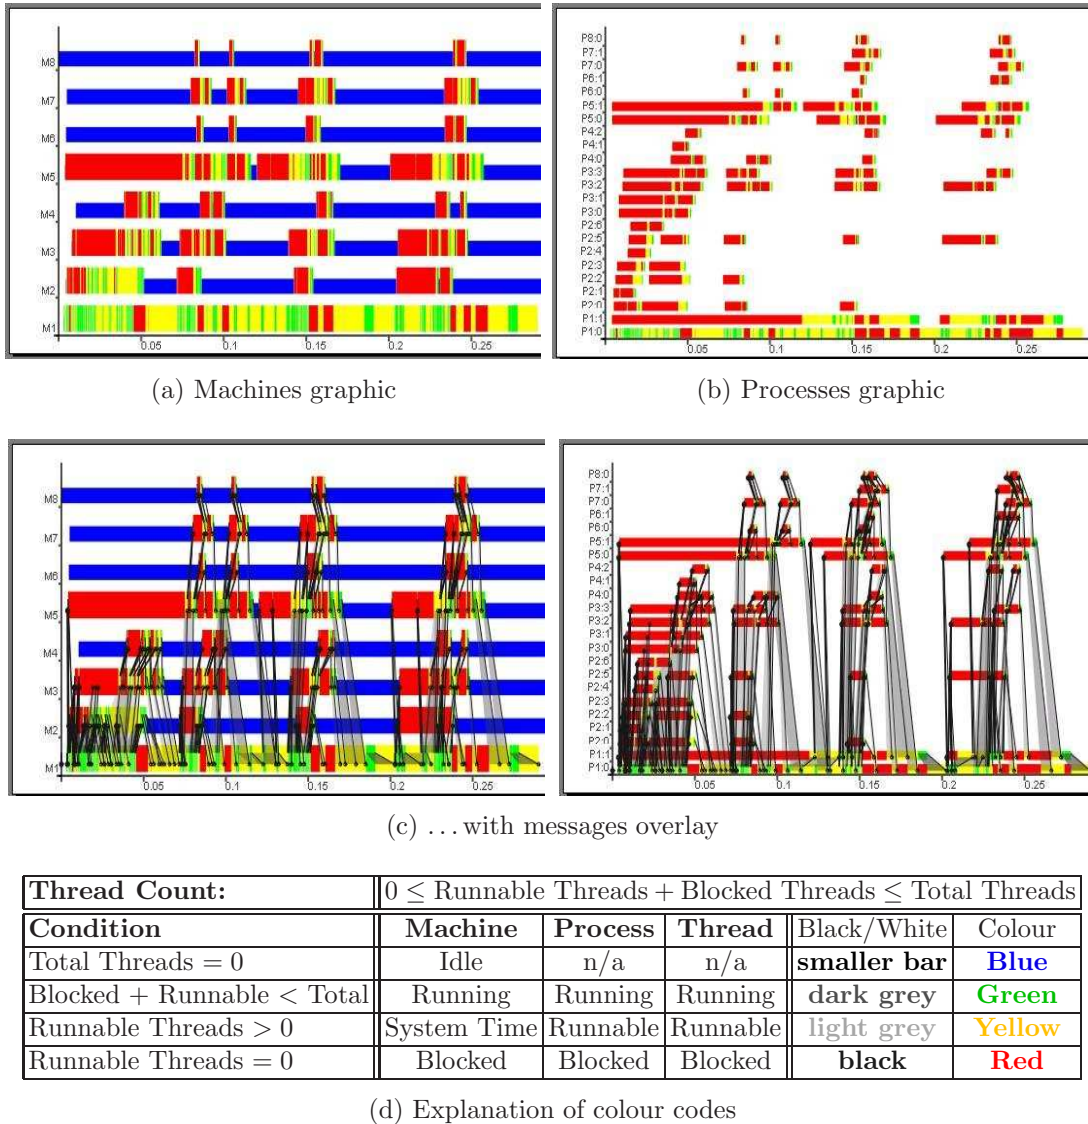 M8
M7
M6
M5
M4
M3
M2
M1
0.05
0.1
0.15
0.2
0.25
P8:0
P7:1
P7:0
P6:1
P6:0
P5:1
P5:0
P4:2
P4:1
P4:0
P3:3
P3:2
P3:1
P3:0
P2:6
P2:5
P2:4
P2:3
P2:2
P2:1
P2:0
P1:1
P1:0
0.05
0.1
0.15
0.2
0.25
(a) Machines graphic
(b) Processes graphic
M8
M7
M6
M5
M4
M3
M2
M1
0.05
0.1
0.15
0.2
0.25
P8:0
P7:1
P7:0
P6:1
P6:0
P5:1
P5:0
P4:2
P4:1
P4:0
P3:3
P3:2
P3:1
P3:0
P2:6
P2:5
P2:4
P2:3
P2:2
P2:1
P2:0
P1:1
P1:0
0.05
0.1
0.15
0.2
0.25
(c) ...with messages overlay
Thread Count: 0 ≤ Runnable Threads + Blocked Threads ≤ Total Threads
Condition Machine Process Thread Black/White Colour
Total Threads = 0 Idle n/a n/a smaller bar Blue
Blocked + Runnable < Total Running Running Running dark grey Green
Runnable Threads > 0 System Time Runnable Runnable light grey Yellow
Runnable Threads = 0 Blocked Blocked Blocked black Red
(d) Explanation of colour codes